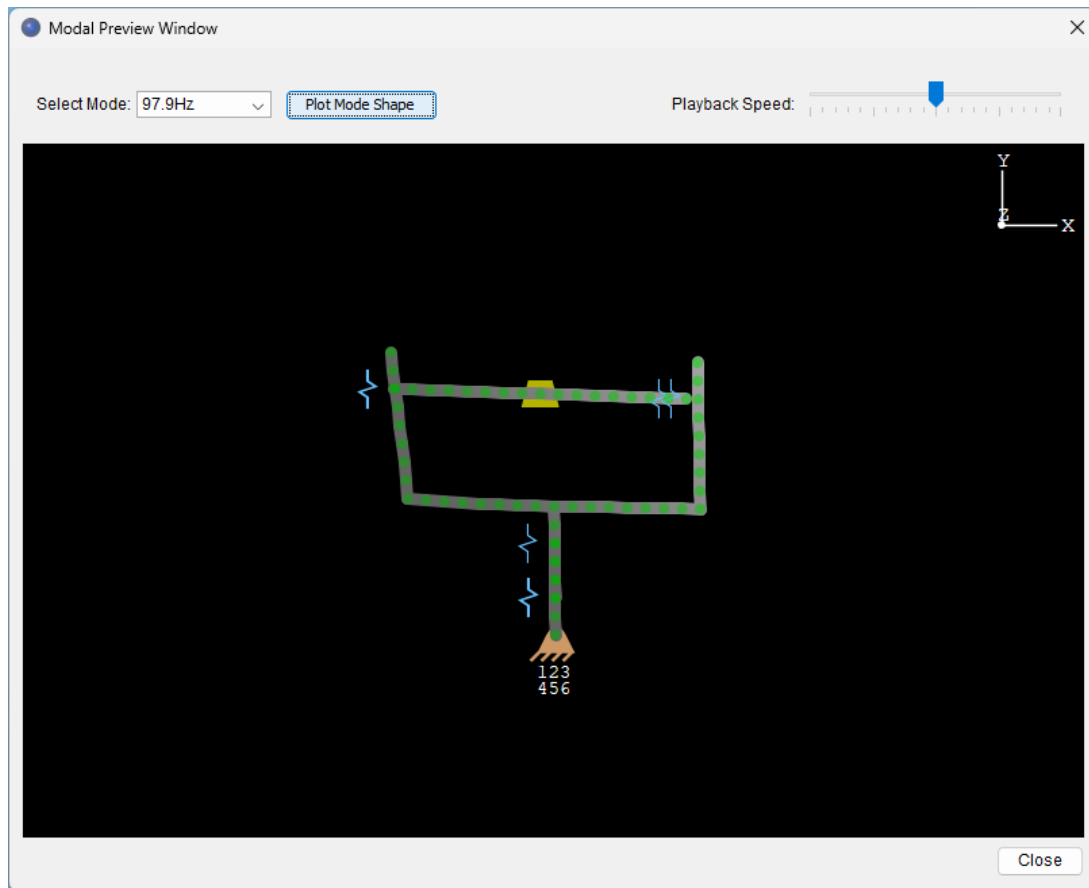 Modal Preview Window
Select Mode: 97.9Hz Plot Mode Shape Playback Speed:
Y
Z
X
123
456
Close